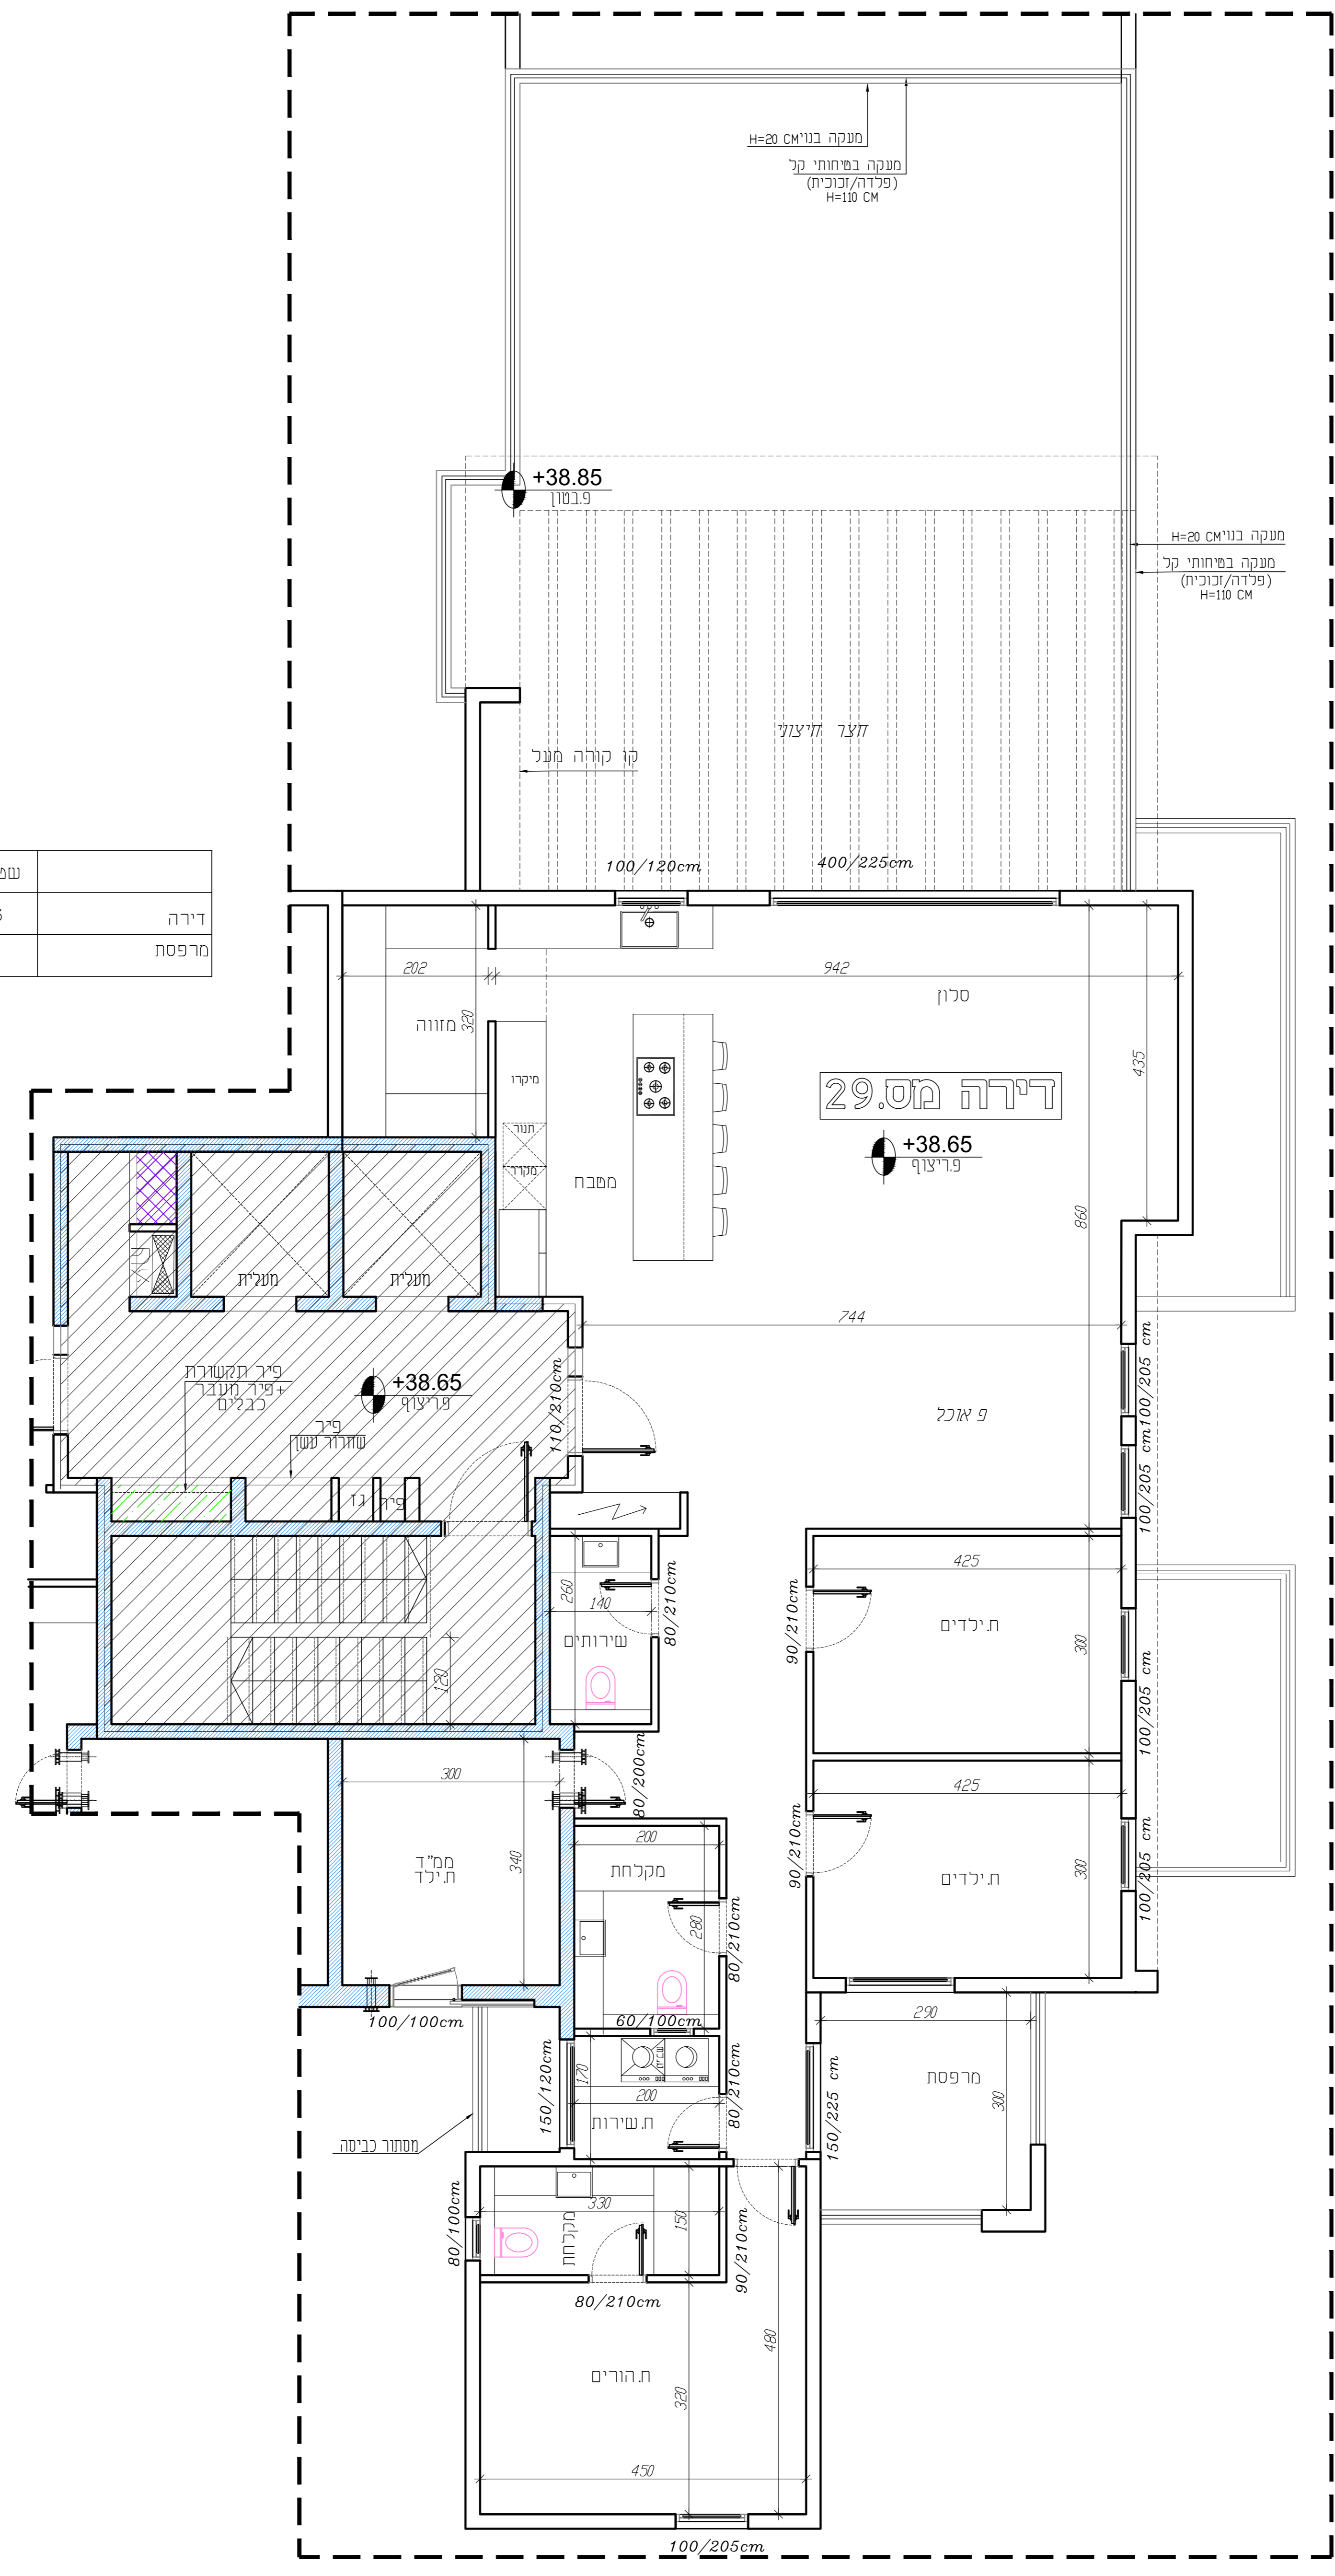 מעקה בנוי H=20 CM
מעקה בטיחותי קל
(פלדה/זכוכית)
H=110 CM
+38.85
פ.בטון
מעקה בנוי H=20 CM
מעקה בטיחותי קל
(פלדה/זכוכית)
H=110 CM
חצר חיצוני
קו קורה מעל
100/120cm
400/225cm
דירה
מרפסת
202
942
סלון
מזווה
320
435
מיקרו
דירה מס.29
תנור
+38.65
פ.ריצוף
מקרר
מטבח
860
מעלית
מעלית
744
100/205 cm
פיר תקשורת
+פיר מעבר
כבלים
+38.65
פ.ריצוף
110/210cm
פ אוכל
פיר
שחרור עשן
100/205 cm
גז
פיר
425
260
140
80/210cm
90/210cm
ח.ילדים
300
שירותים
120
100/205 cm
300
80/200cm
425
340
ממ"ד
ח.ילד
200
מקלחת
90/210cm
ח.ילדים
300
100/205 cm
280
80/210cm
100/100cm
60/100cm
290
150/120cm
170
200
80/210cm
150/225 cm
מרפסת
300
ח.שירות
מסתור כביסה
80/100cm
330
150
מקלחת
90/210cm
80/210cm
480
ח.הורים
320
450
100/205cm